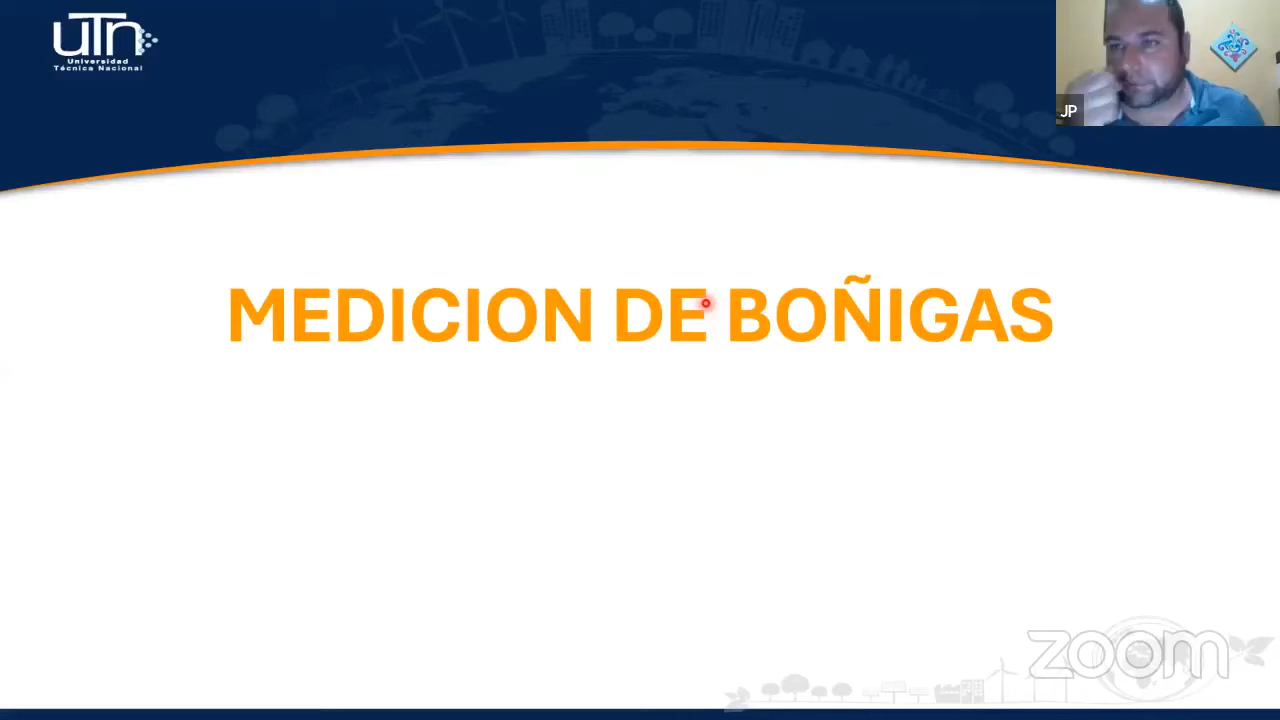 UTN
Universidad
Técnica Nacional
JP
MEDICION DE BOÑIGAS
zoom